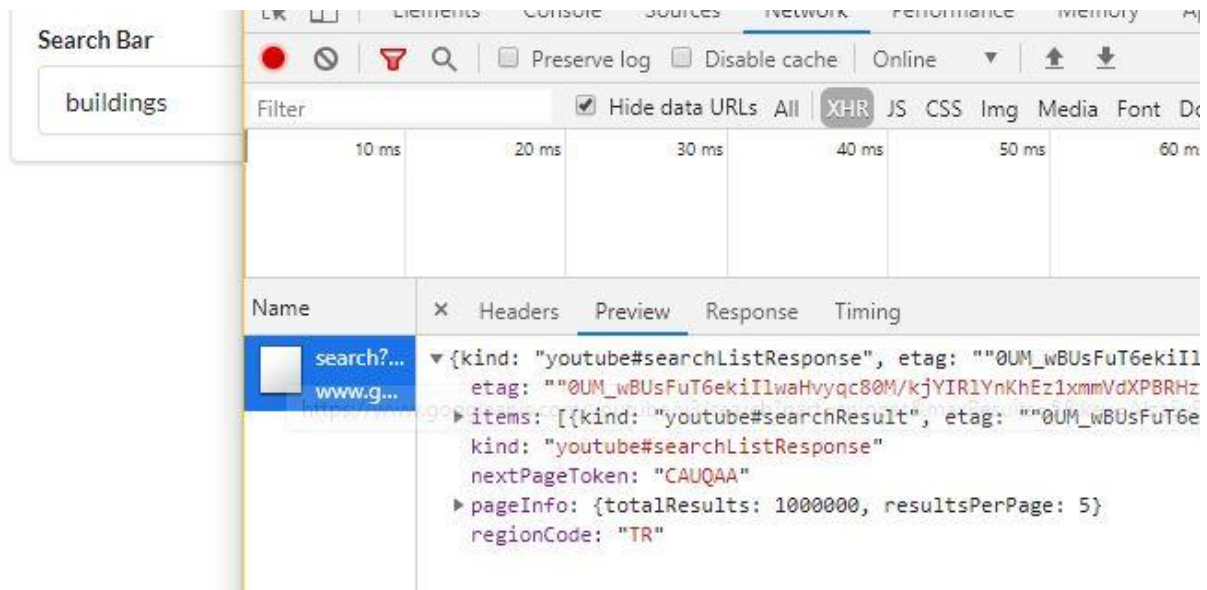 Elements Console Sources Network Performance Memory
Search Bar
Preserve log Disable cache Online
buildings
Filter Hide data URLs All XHR JS CSS Img Media Font
10 ms 20 ms 30 ms 40 ms 50 ms 60 m
Name × Headers Preview Response Timing
search?... ▼{kind: "youtube#searchListResponse", etag: ""0UM_wBUsFuT6ekiIl
www.g... etag: ""0UM_wBUsFuT6ekiIlwaHvyqc80M/kjYIRlYnKhEz1xmmVdXPBRHz
▶items: [{kind: "youtube#searchResult", etag: ""0UM_wBUsFuT6e
kind: "youtube#searchListResponse"
nextPageToken: "CAUQAA"
▶pageInfo: {totalResults: 1000000, resultsPerPage: 5}
regionCode: "TR"